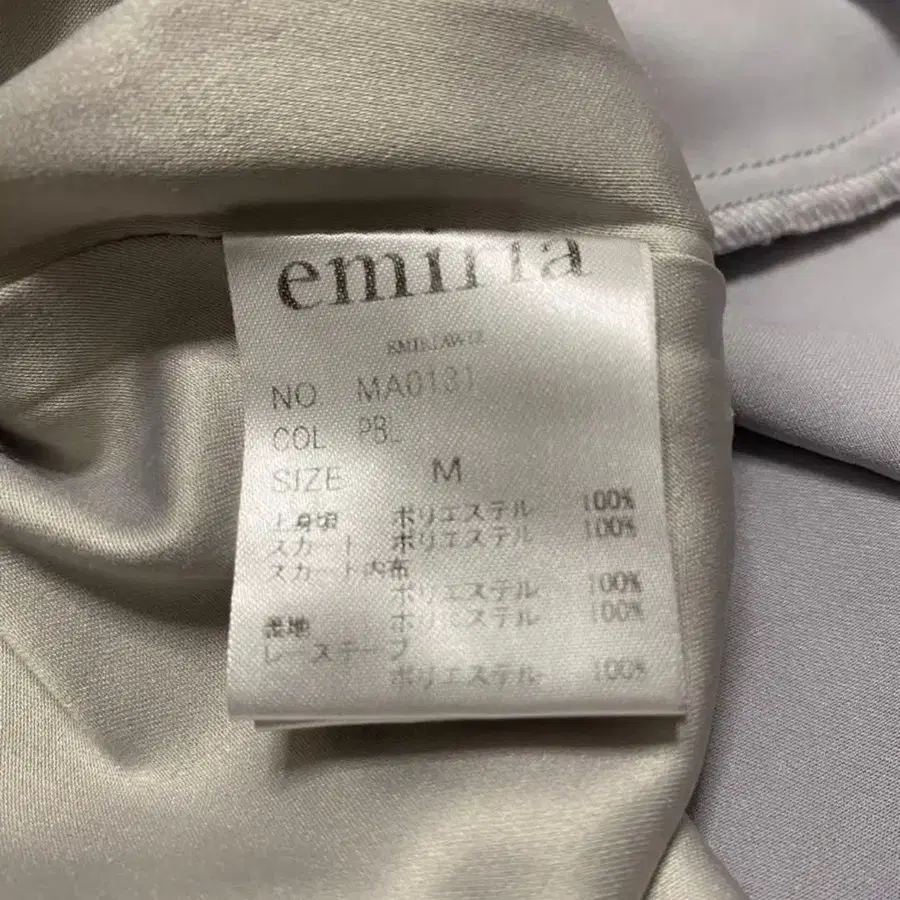 emiria
EMIRIAWIZ
NO MA0131
COL PBL
SIZE M
上身頃 ポリエステル 100%
スカート ポリエステル 100%
スカート内布
ポリエステル 100%
表地 ポリエステル 100%
レーステープ
ポリエステル 100%